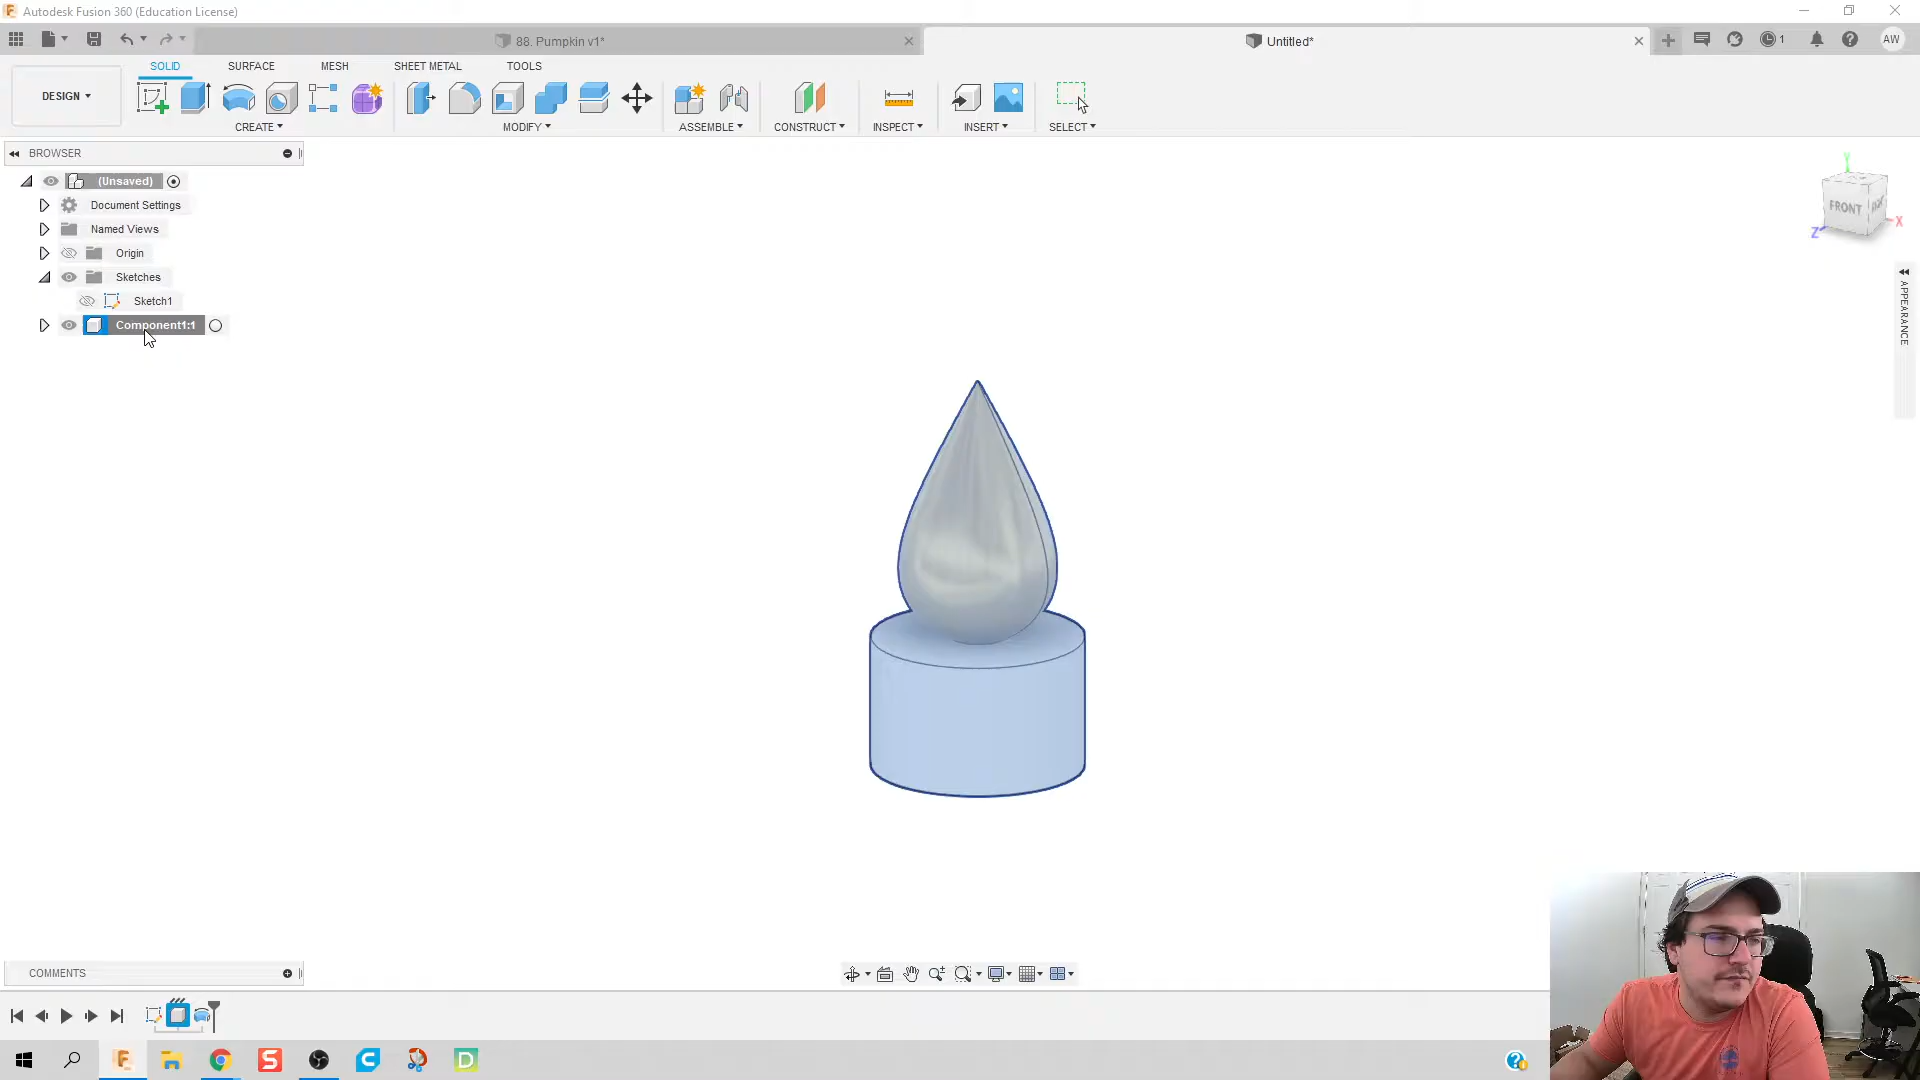 Autodesk Fusion 360 (Education License)
88. Pumpkin v1*
Untitled*
1
AW
DESIGN
SOLID
SURFACE
MESH
SHEET METAL
TOOLS
CREATE
MODIFY
ASSEMBLE
CONSTRUCT
INSPECT
INSERT
SELECT
BROWSER
(Unsaved)
Document Settings
Named Views
Origin
Sketches
Sketch1
Component1:1
Y
FRONT
X
Z
APPEARANCE
COMMENTS
F
S
C
D